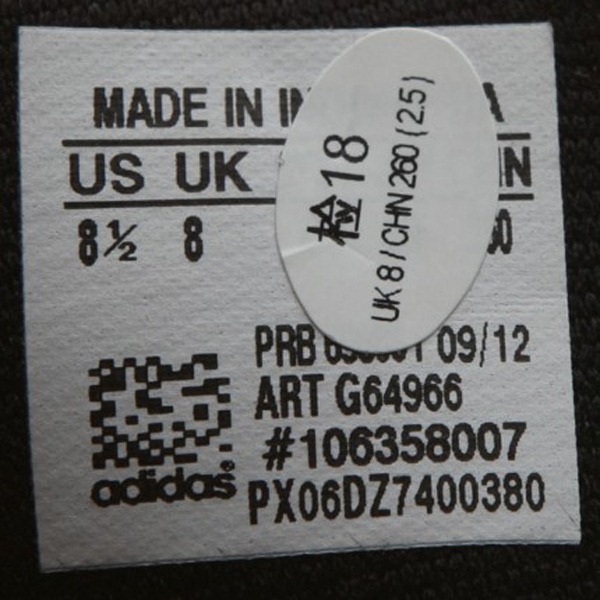 MADE IN
US UK
8½ 8
检18
UK 8 / CHN 260 (2.5)
PRB 09/12
ART G64966
#106358007
adidas®
PX06DZ7400380